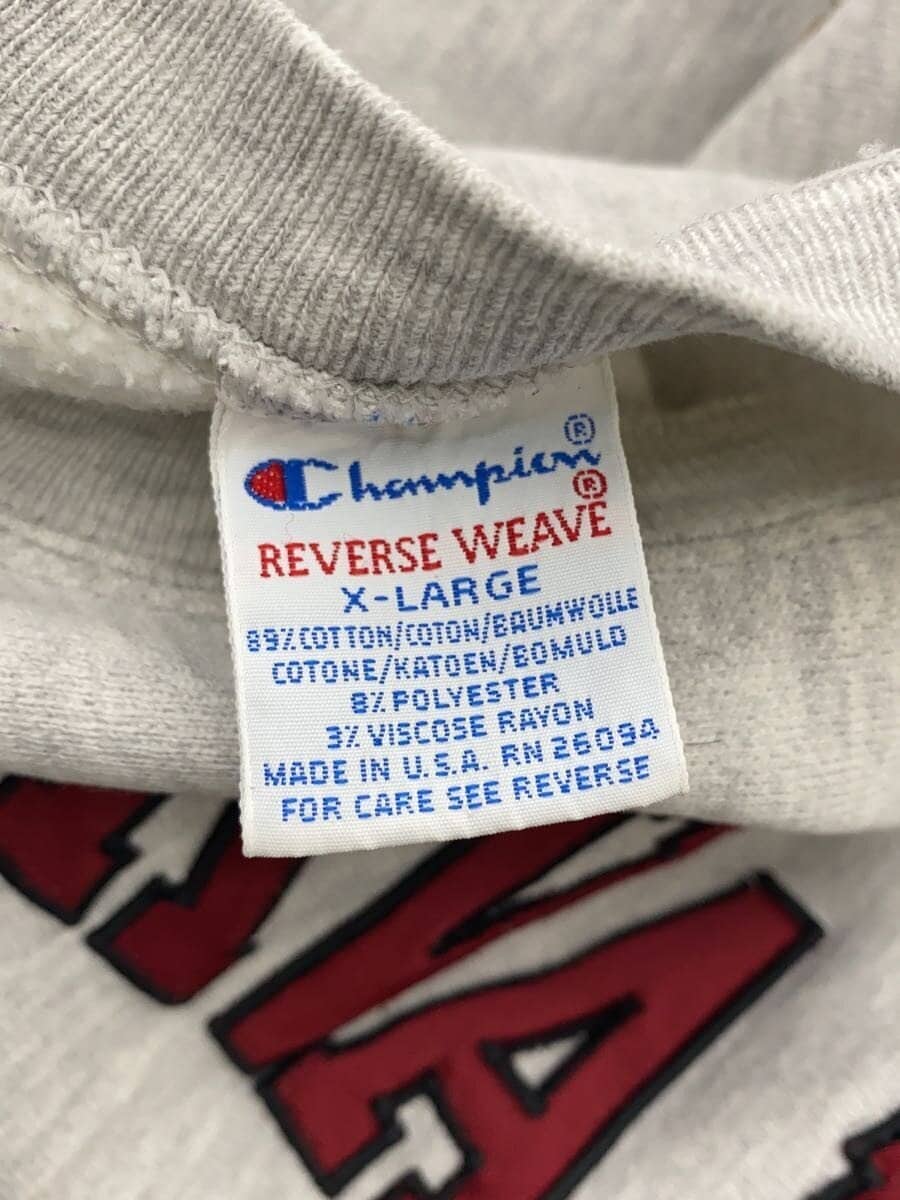 Champion®
REVERSE WEAVE®
X-LARGE
89% COTTON/COTON/BAUMWOLLE
COTONE/KATOEN/BOMULD
8% POLYESTER
3% VISCOSE RAYON
MADE IN U.S.A. RN 26094
FOR CARE SEE REVERSE